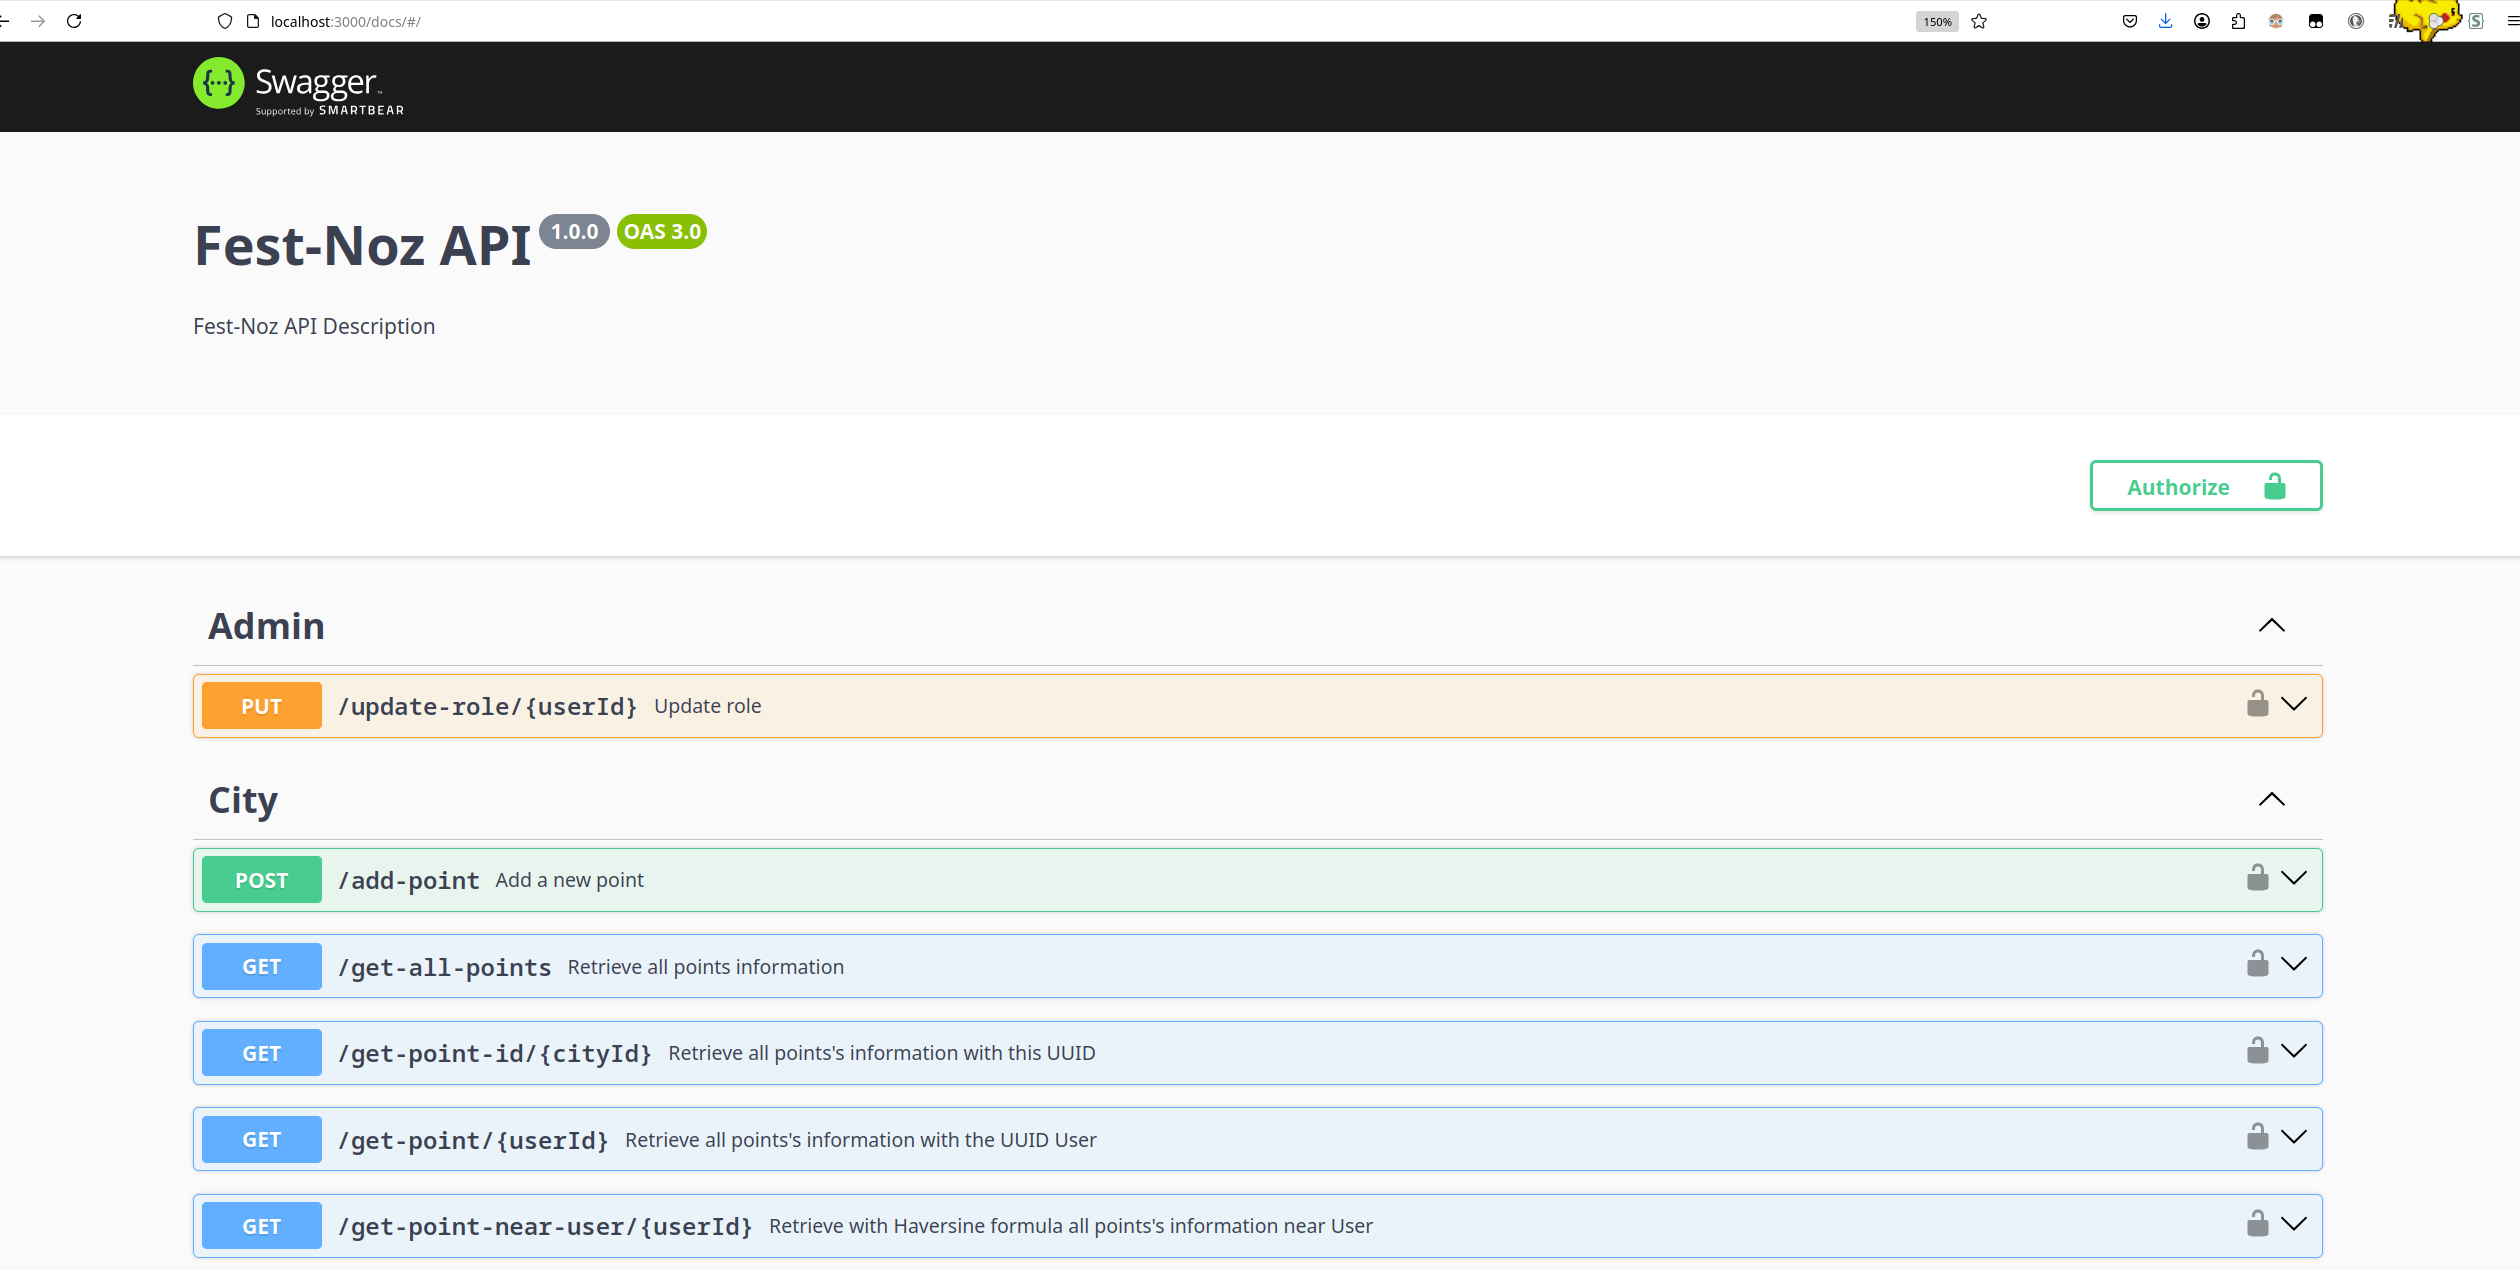 localhost:3000/docs/#/
150%
Swagger
Supported by SMARTBEAR
Fest-Noz API 1.0.0 OAS 3.0
Fest-Noz API Description
Authorize
Admin
PUT /update-role/{userId} Update role
City
POST /add-point Add a new point
GET /get-all-points Retrieve all points information
GET /get-point-id/{cityId} Retrieve all points's information with this UUID
GET /get-point/{userId} Retrieve all points's information with the UUID User
GET /get-point-near-user/{userId} Retrieve with Haversine formula all points's information near User